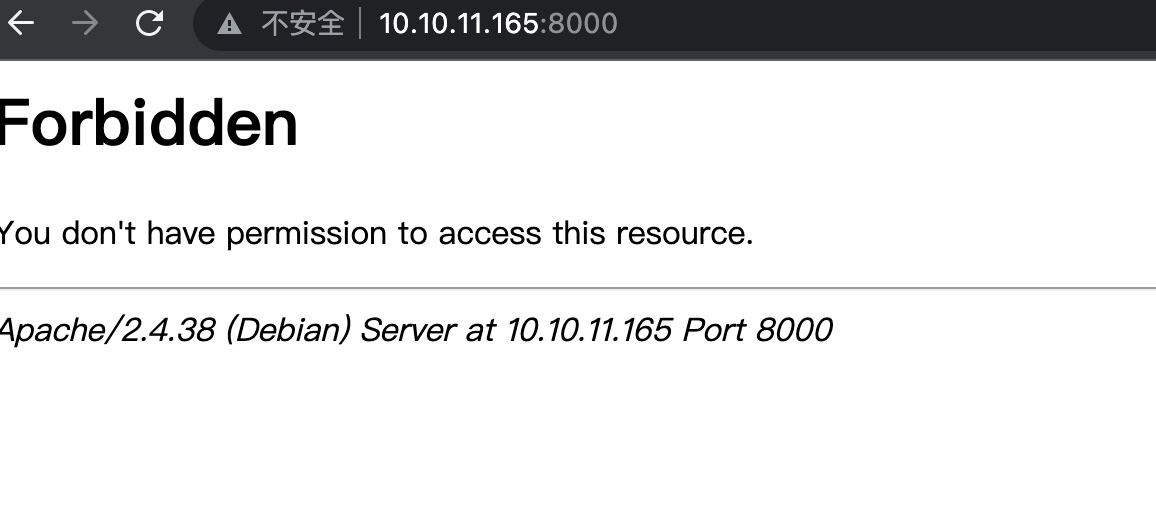 不安全 10.10.11.165:8000
Forbidden
You don't have permission to access this resource.
Apache/2.4.38 (Debian) Server at 10.10.11.165 Port 8000